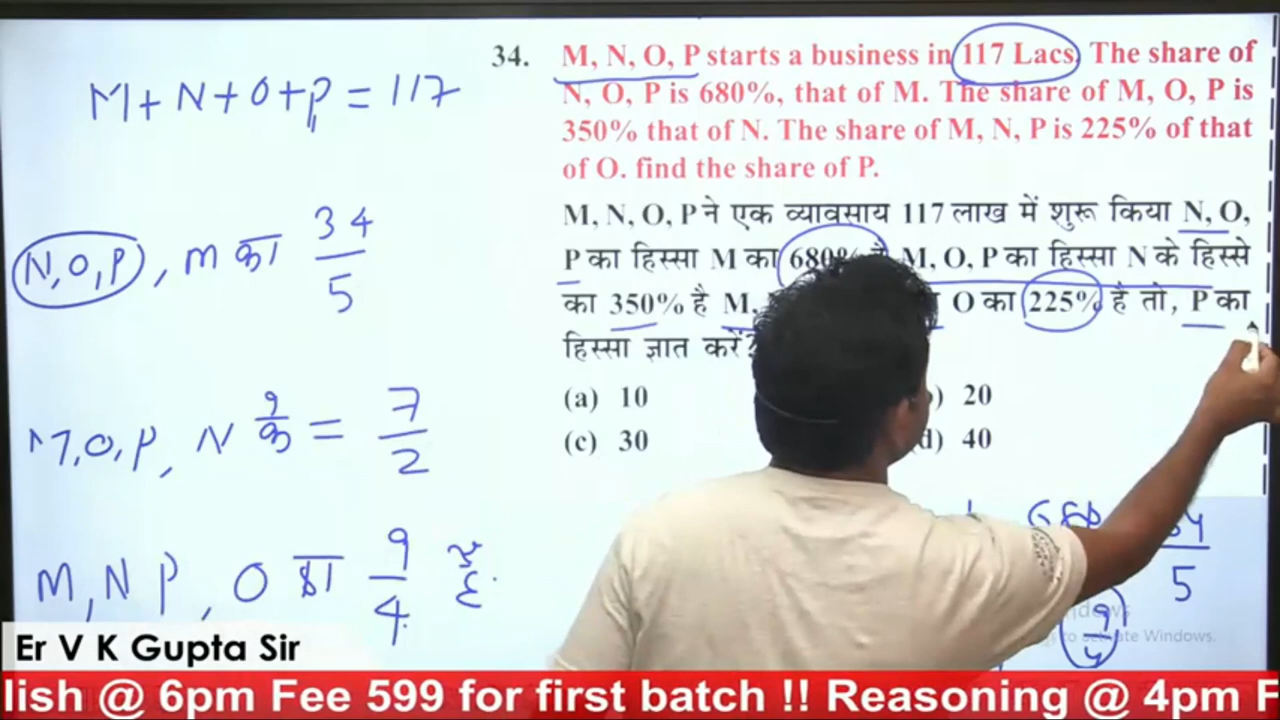 M+N+O+P=117
34. M, N, O, P starts a business in 117 Lacs. The share of
N, O, P is 680%, that of M. The share of M, O, P is
350% that of N. The share of M, N, P is 225% of that
of O. find the share of P.
M, N, O, P ने एक व्यावसाय 117 लाख में शुरू किया N, O,
P का हिस्सा M का 680% M, O, P का हिस्सा N के हिस्से
का 350% है M, O का 225% है तो, P का
हिस्सा ज्ञात करें?
(a) 10
20
(c) 30
(d) 40
N,O,P, M का 34/5
M,O,P, N का = 7/2
M,N P, O का 9/4 है
34/5
9/4
Er V K Gupta Sir
lish @ 6pm Fee 599 for first batch !! Reasoning @ 4pm F